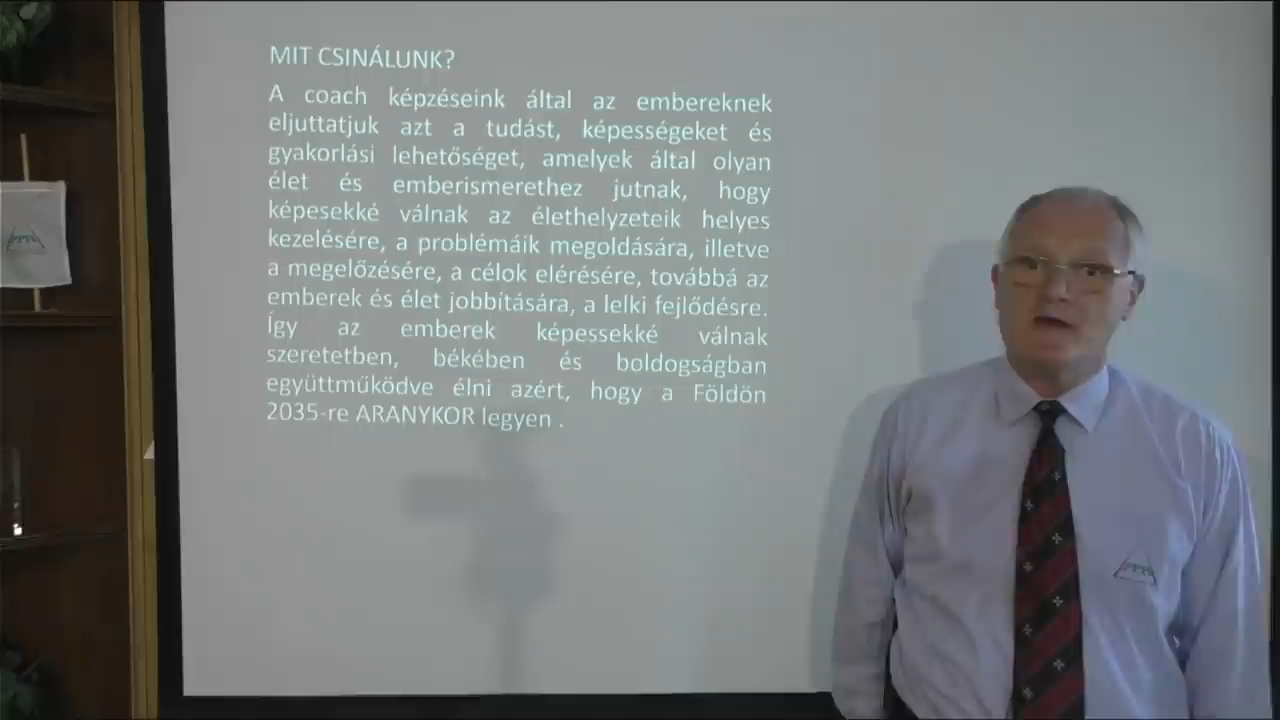 MIT CSINÁLUNK?
A coach képzéseink által az embereknek
eljuttatjuk azt a tudást, képességeket és
gyakorlási lehetőséget, amelyek által olyan
élet és emberismerethez jutnak, hogy
képesekké válnak az élethelyzeteik helyes
kezelésére, a problémáik megoldására, illetve
a megelőzésére, a célok elérésére, továbbá az
emberek és élet jobbítására, a lelki fejlődésre.
Így az emberek képessekké válnak
szeretetben, békében és boldogságban
együttműködve élni azért, hogy a Földön
2035-re ARANYKOR legyen .